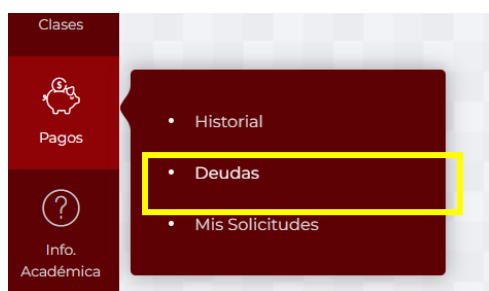 Clases
Pagos
• Historial
• Deudas
• Mis Solicitudes
Info.
Académica